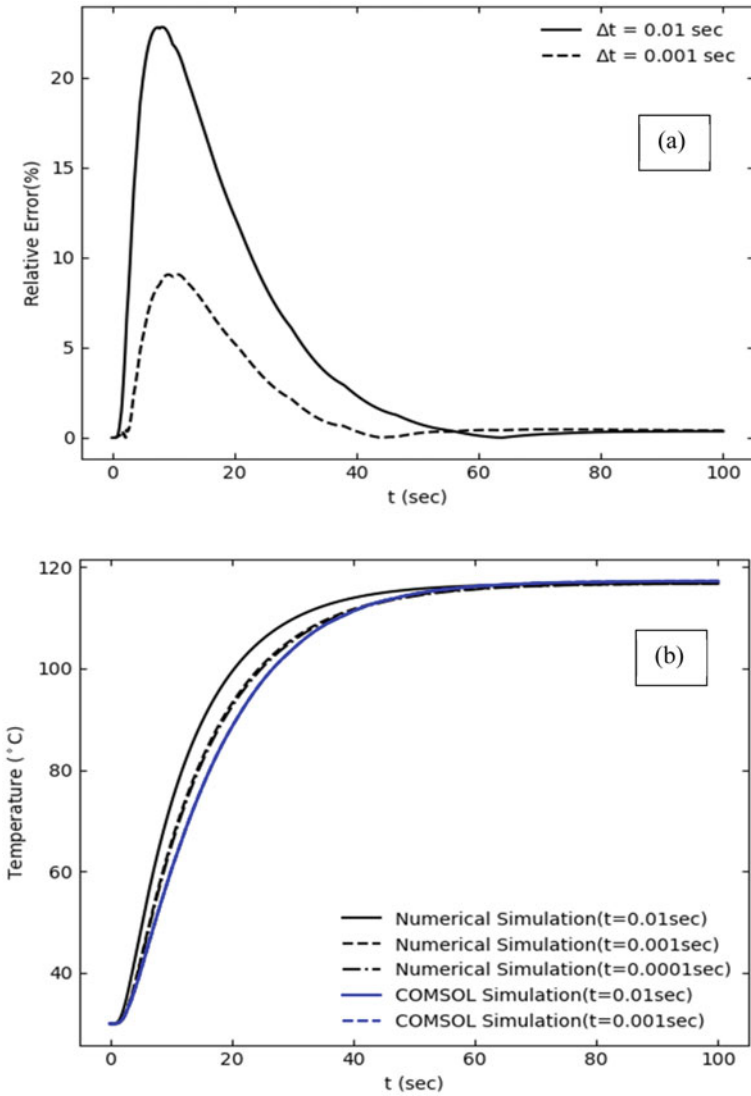 Δt = 0.01 sec
Δt = 0.001 sec
(a)
Relative Error(%)
20
15
10
5
0
0 20 40 60 80 100
t (sec)
(b)
Temperature (°C)
120
100
80
60
40
Numerical Simulation(t=0.01sec)
Numerical Simulation(t=0.001sec)
Numerical Simulation(t=0.0001sec)
COMSOL Simulation(t=0.01sec)
COMSOL Simulation(t=0.001sec)
0 20 40 60 80 100
t (sec)